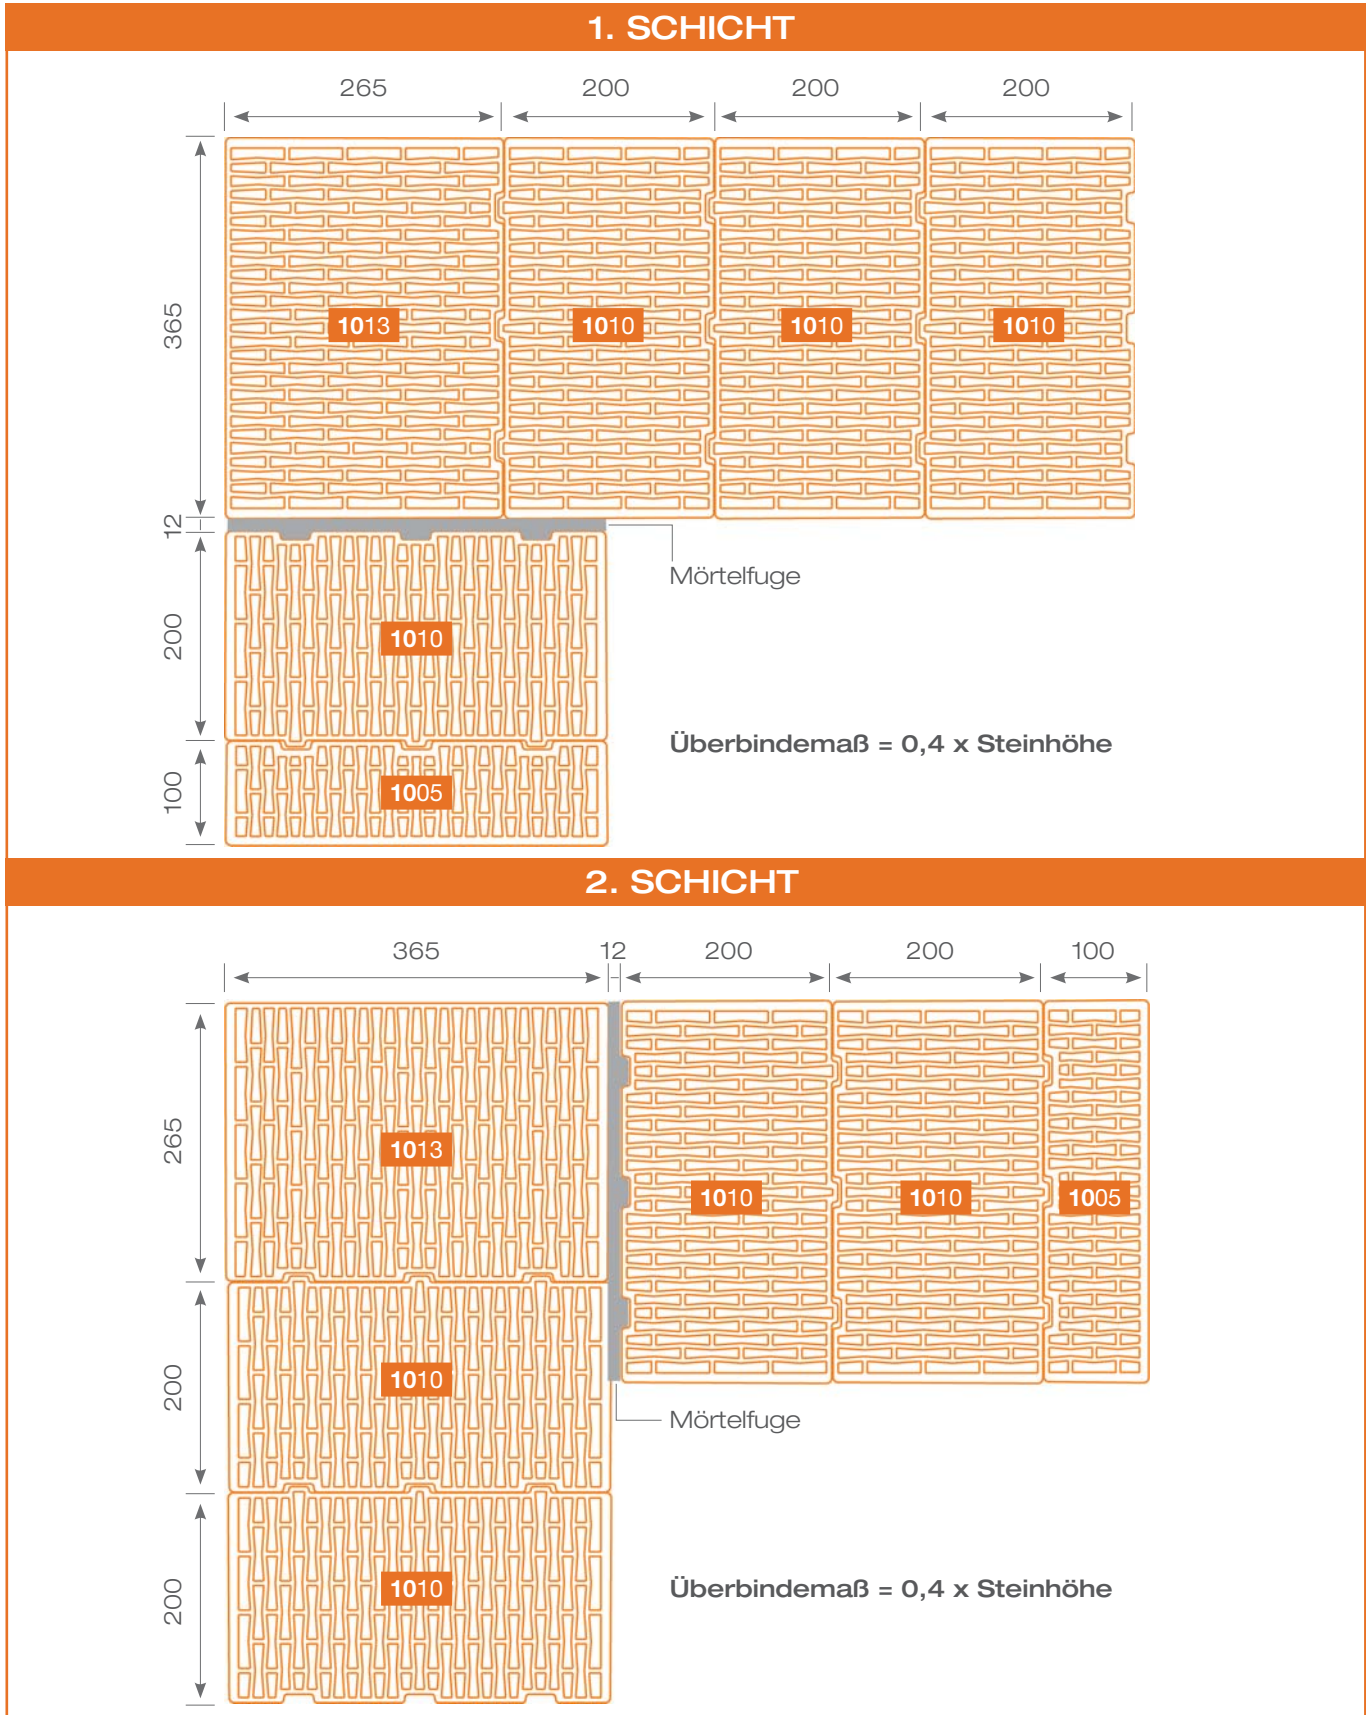 1. SCHICHT
265 200 200 200
365
1013 1010 1010 1010
12
Mörtelfuge
200
1010
Überbindemaß = 0,4 x Steinhöhe
100
1005
2. SCHICHT
365 12 200 200 100
265
1013
1010 1010 1005
200
1010
Mörtelfuge
200
1010
Überbindemaß = 0,4 x Steinhöhe